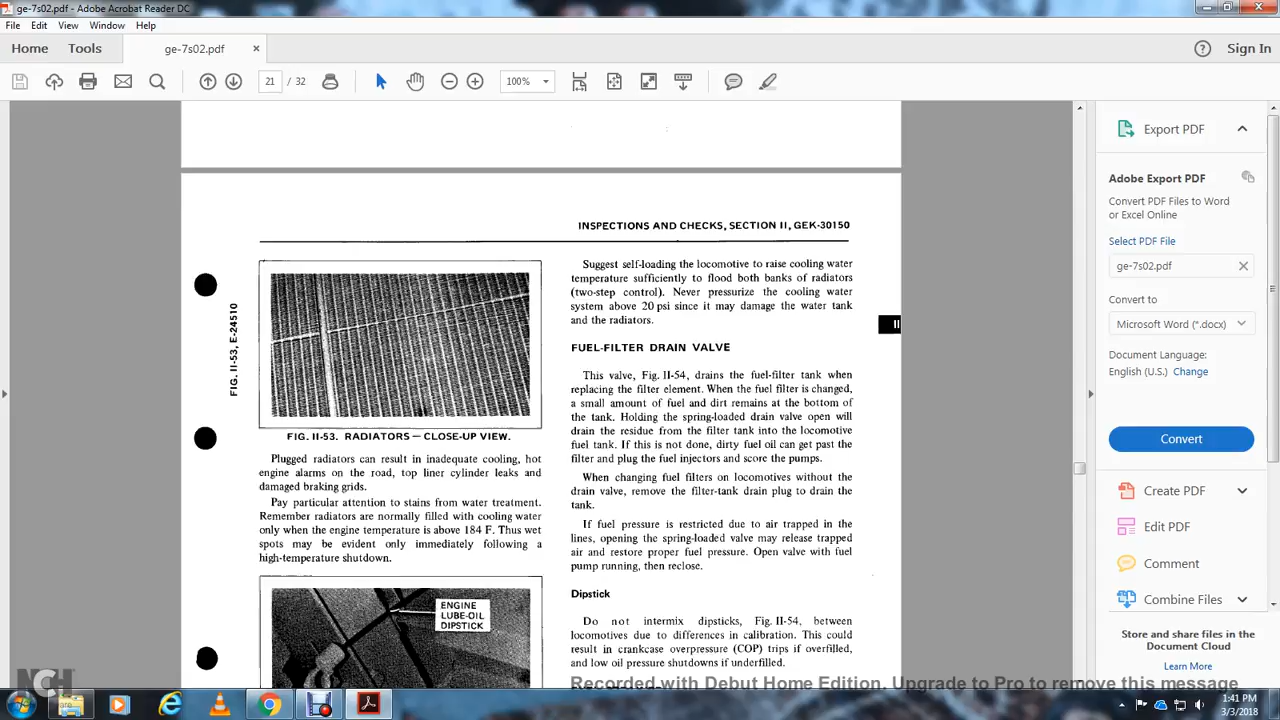 ge-7s02.pdf - Adobe Acrobat Reader DC
File Edit View Window Help
Home Tools ge-7s02.pdf × Sign In
21 / 32 100%
INSPECTIONS AND CHECKS, SECTION II, GEK-30150
FIG. II-53, E-24510
FIG. II-53. RADIATORS — CLOSE-UP VIEW.
Plugged radiators can result in inadequate cooling, hot
engine alarms on the road, top liner cylinder leaks and
damaged braking grids.
Pay particular attention to stains from water treatment.
Remember radiators are normally filled with cooling water
only when the engine temperature is above 184 F. Thus wet
spots may be evident only immediately following a
high-temperature shutdown.
ENGINE
LUBE-OIL
DIPSTICK
Suggest self-loading the locomotive to raise cooling water
temperature sufficiently to flood both banks of radiators
(two-step control). Never pressurize the cooling water
system above 20 psi since it may damage the water tank
and the radiators.
II
FUEL-FILTER DRAIN VALVE
This valve, Fig. II-54, drains the fuel-filter tank when
replacing the filter element. When the fuel filter is changed,
a small amount of fuel and dirt remains at the bottom of
the tank. Holding the spring-loaded drain valve open will
drain the residue from the filter tank into the locomotive
fuel tank. If this is not done, dirty fuel oil can get past the
filter and plug the fuel injectors and score the pumps.
When changing fuel filters on locomotives without the
drain valve, remove the filter-tank drain plug to drain the
tank.
If fuel pressure is restricted due to air trapped in the
lines, opening the spring-loaded valve may release trapped
air and restore proper fuel pressure. Open valve with fuel
pump running, then reclose.
Dipstick
Do not intermix dipsticks, Fig. II-54, between
locomotives due to differences in calibration. This could
result in crankcase overpressure (COP) trips if overfilled,
and low oil pressure shutdowns if underfilled.
Export PDF
Adobe Export PDF
Convert PDF Files to Word
or Excel Online
Select PDF File
ge-7s02.pdf
Convert to
Microsoft Word (*.docx)
Document Language:
English (U.S.) Change
Convert
Create PDF
Edit PDF
Comment
Combine Files
Store and share files in the
Document Cloud
Learn More
NCH
Recorded with Debut Home Edition. Upgrade to Pro to remove this message
1:41 PM
3/3/2018